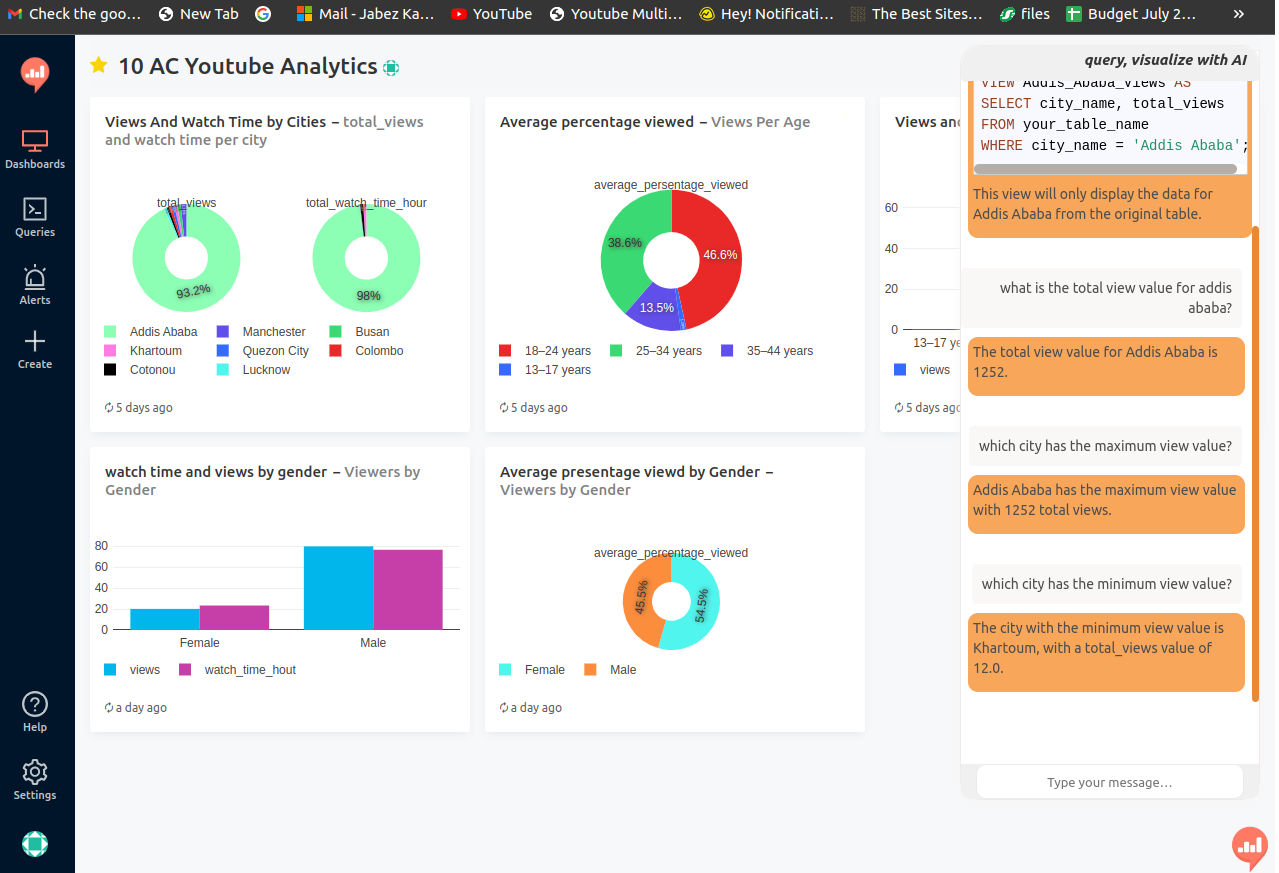 Check the goo…
New Tab
Mail - Jabez Ka…
YouTube
Youtube Multi…
Hey! Notificati…
The Best Sites…
files
Budget July 2…
»
Dashboards
Queries
Alerts
Create
Help
Settings
10 AC Youtube Analytics
Views And Watch Time by Cities – total_views
and watch time per city
total_views
total_watch_time_hour
93.2%
98%
Addis Ababa
Manchester
Busan
Khartoum
Quezon City
Colombo
Cotonou
Lucknow
5 days ago
Average percentage viewed – Views Per Age
average_persentage_viewed
38.6%
46.6%
13.5%
18–24 years
25–34 years
35–44 years
13–17 years
5 days ago
Views and
60
40
20
0
13–17 ye
views
5 days ago
watch time and views by gender – Viewers by
Gender
80
60
40
20
0
Female
Male
views
watch_time_hout
a day ago
Average presentage viewd by Gender –
Viewers by Gender
average_percentage_viewed
45.5%
54.5%
Female
Male
a day ago
query, visualize with AI
VIEW Addis_Ababa_Views AS
SELECT city_name, total_views
FROM your_table_name
WHERE city_name = 'Addis Ababa';
This view will only display the data for
Addis Ababa from the original table.
what is the total view value for addis
ababa?
The total view value for Addis Ababa is
1252.
which city has the maximum view value?
Addis Ababa has the maximum view value
with 1252 total views.
which city has the minimum view value?
The city with the minimum view value is
Khartoum, with a total_views value of
12.0.
Type your message…